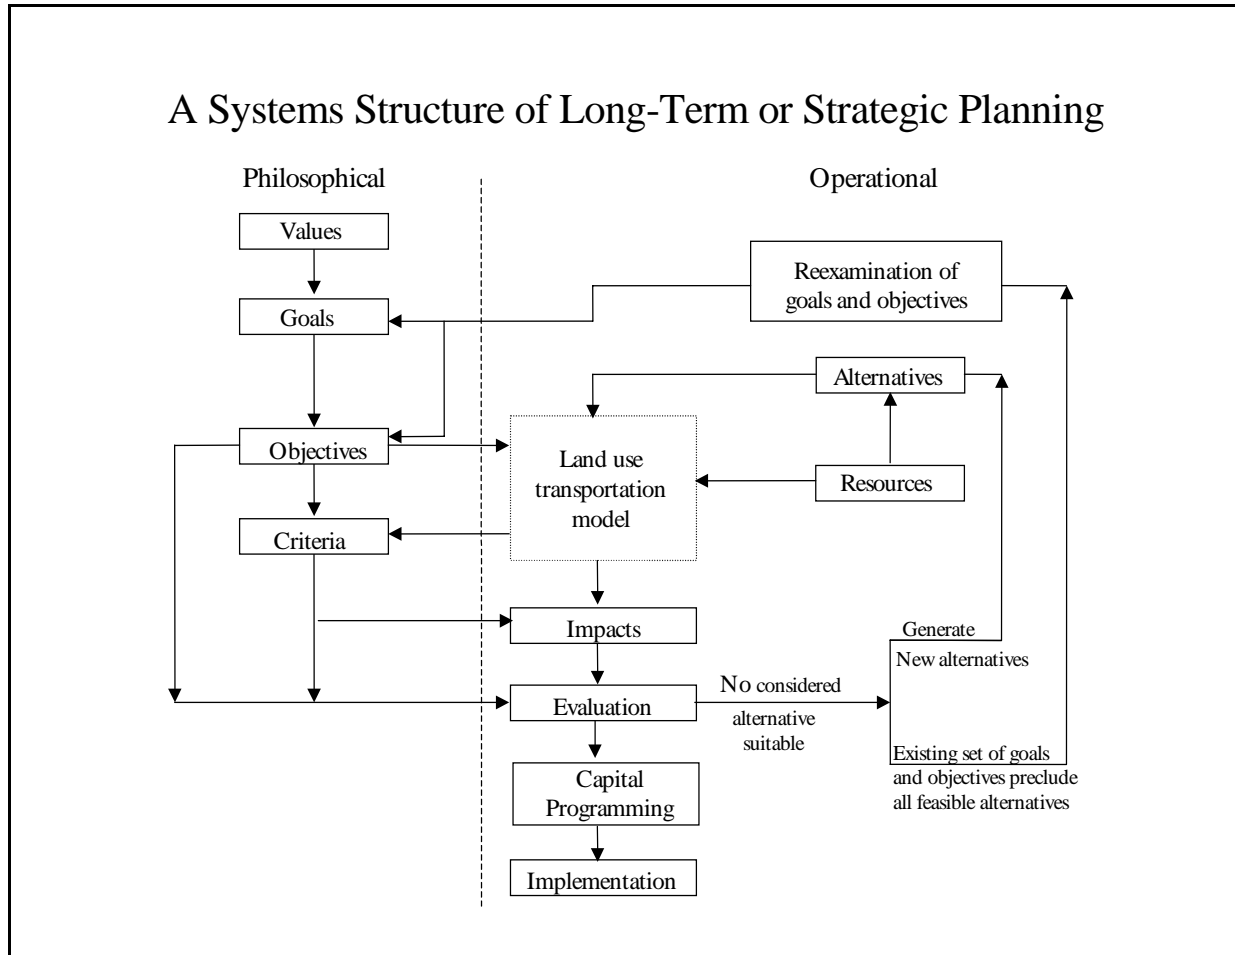 A Systems Structure of Long-Term or Strategic Planning
Philosophical
Operational
Values
Goals
Objectives
Criteria
Reexamination of
goals and objectives
Alternatives
Resources
Land use
transportation
model
Impacts
Evaluation
Capital
Programming
Implementation
No considered
alternative
suitable
Generate
New alternatives
Existing set of goals
and objectives preclude
all feasible alternatives